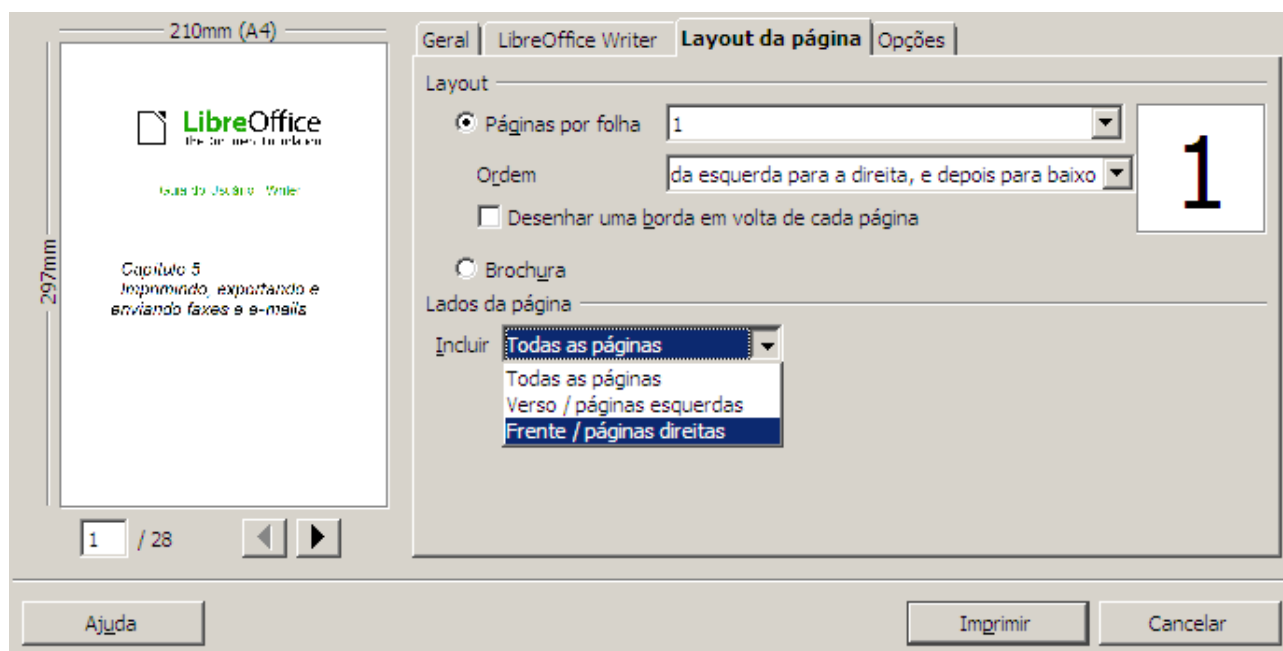 210mm (A4)
297mm
LibreOffice
Capítulo 5
Imprimindo, exportando e
enviando faxes e e-mails
1 / 28
Geral
LibreOffice Writer
Layout da página
Opções
Layout
Páginas por folha 1
1
Ordem da esquerda para a direita, e depois para baixo
Desenhar uma borda em volta de cada página
Brochura
Lados da página
Incluir Todas as páginas
Todas as páginas
Verso / páginas esquerdas
Frente / páginas direitas
Ajuda
Imprimir
Cancelar